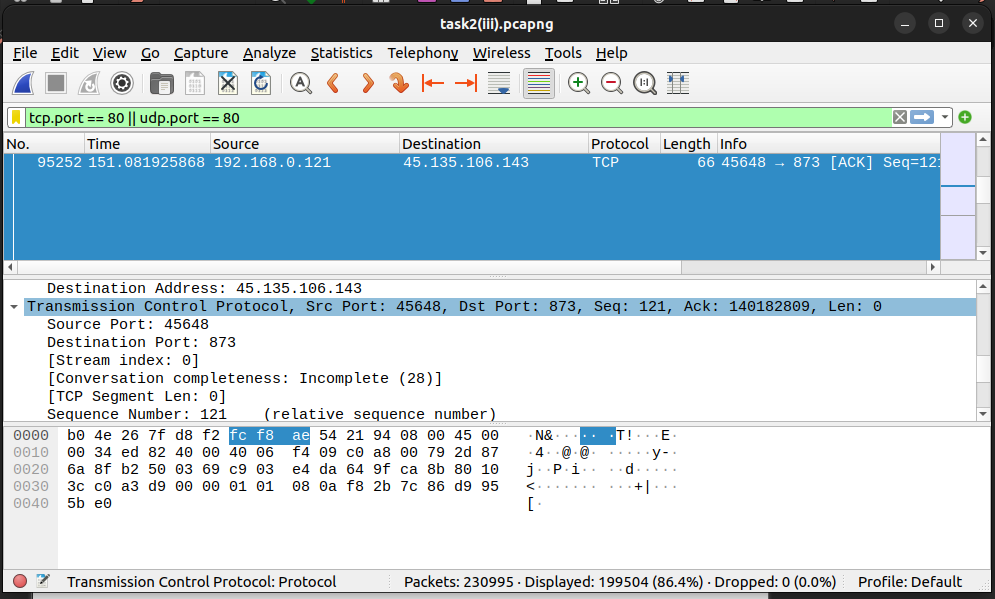 task2(iii).pcapng
File Edit View Go Capture Analyze Statistics Telephony Wireless Tools Help
tcp.port == 80 || udp.port == 80
No. Time Source Destination Protocol Length Info
95252 151.081925868 192.168.0.121 45.135.106.143 TCP 66 45648 → 873 [ACK] Seq=121
Destination Address: 45.135.106.143
Transmission Control Protocol, Src Port: 45648, Dst Port: 873, Seq: 121, Ack: 140182809, Len: 0
Source Port: 45648
Destination Port: 873
[Stream index: 0]
[Conversation completeness: Incomplete (28)]
[TCP Segment Len: 0]
Sequence Number: 121 (relative sequence number)
0000 b0 4e 26 7f d8 f2 fc f8 ae 54 21 94 08 00 45 00 ·N&··· ···T!···E·
0010 00 34 ed 82 40 00 40 06 f4 09 c0 a8 00 79 2d 87 ·4··@·@· ·····y-·
0020 6a 8f b2 50 03 69 c9 03 e4 da 64 9f ca 8b 80 10 j··P·i·· ··d·····
0030 3c c0 a3 d9 00 00 01 01 08 0a f8 2b 7c 86 d9 95 <······· ···+|···
0040 5b e0 [·
Transmission Control Protocol: Protocol Packets: 230995 · Displayed: 199504 (86.4%) · Dropped: 0 (0.0%) Profile: Default